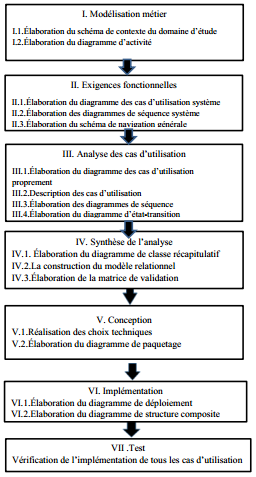 I. Modélisation métier
I.1.Élaboration du schéma de contexte du domaine d'étude
I.2.Élaboration du diagramme d'activité
II. Exigences fonctionnelles
II.1.Élaboration du diagramme des cas d'utilisation système
II.2.Élaboration des diagrammes de séquence système
II.3.Élaboration du schéma de navigation générale
III. Analyse des cas d'utilisation
III.1.Élaboration du diagramme des cas d'utilisation
proprement
III.2.Description des cas d'utilisation
III.3.Élaboration des diagrammes de séquence
III.4.Élaboration du diagramme d'état-transition
IV. Synthèse de l'analyse
IV.1. Élaboration du diagramme de classe récapitulatif
IV.2.La construction du modèle relationnel
IV.3.Élaboration de la matrice de validation
V. Conception
V.1.Réalisation des choix techniques
V.2.Élaboration du diagramme de paquetage
VI. Implémentation
VI.1.Élaboration du diagramme de déploiement
VI.2.Élaboration du diagramme de structure composite
VII .Test
Vérification de l'implémentation de tous les cas d'utilisation